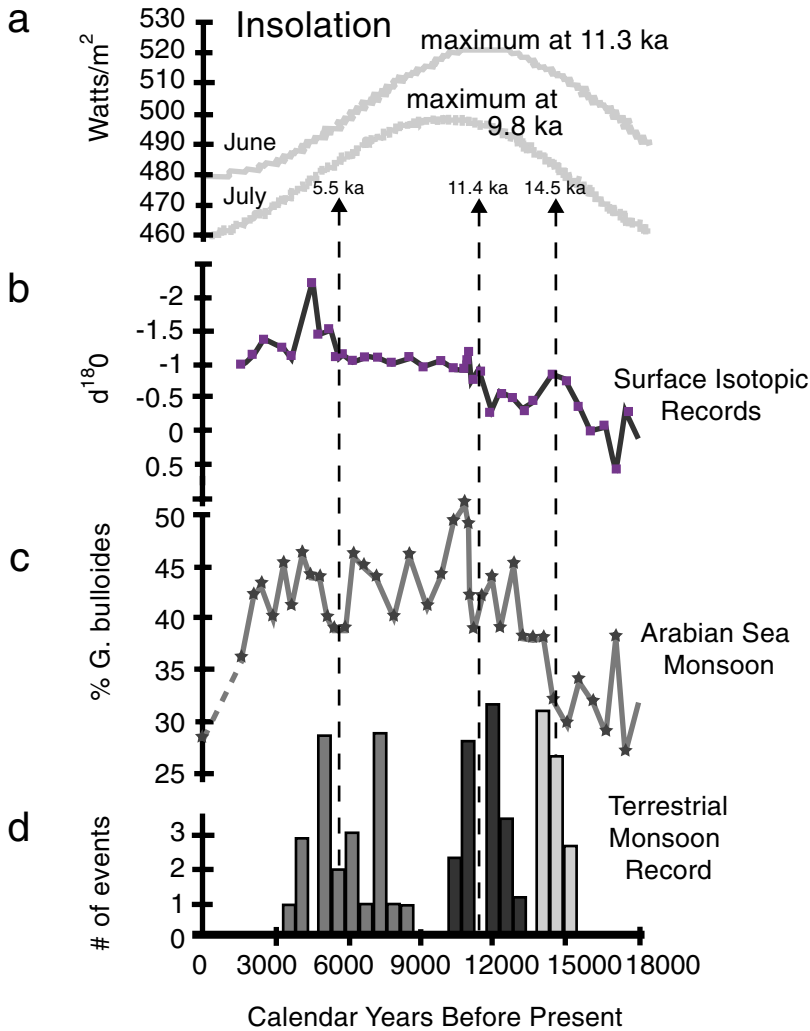 a
Insolation
Watts/m²
530
520
510
500
490
480
470
460
maximum at 11.3 ka
maximum at
9.8 ka
June
July
5.5 ka
11.4 ka
14.5 ka
b
d¹⁸0
-2
-1.5
-1
-0.5
0
0.5
Surface Isotopic
Records
c
% G. bulloides
50
45
40
35
30
25
Arabian Sea
Monsoon
d
# of events
3
2
1
0
Terrestrial
Monsoon
Record
0 3000 6000 9000 12000 15000 18000
Calendar Years Before Present